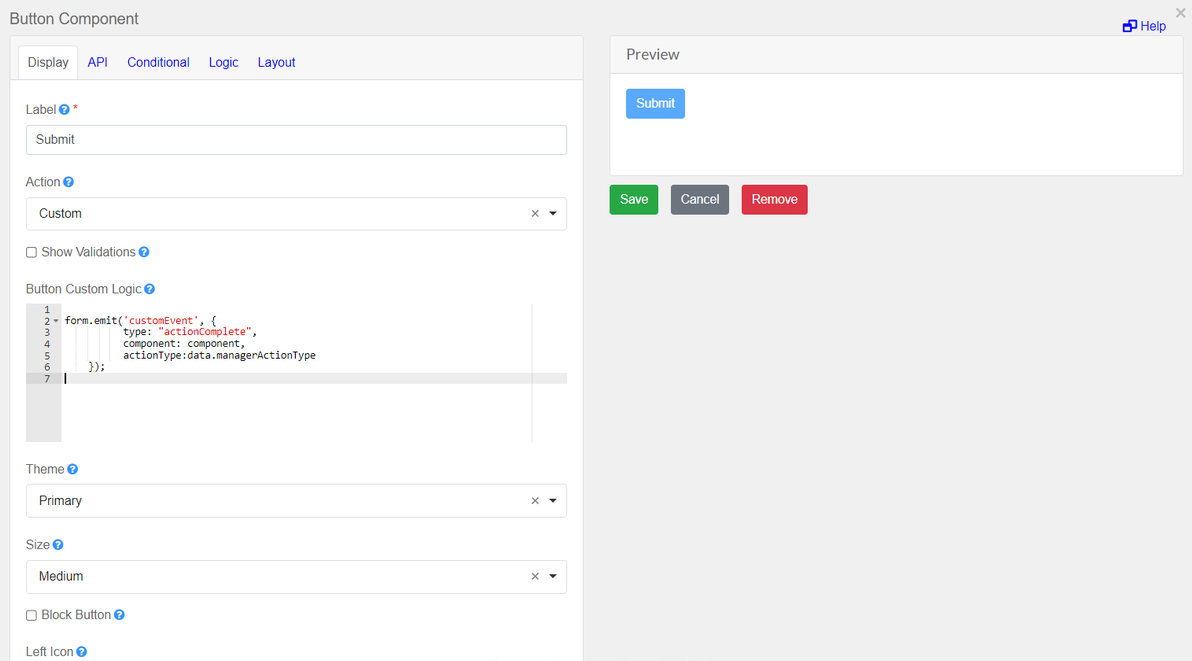 Button Component
×
Help
Display API Conditional Logic Layout
Label *
Submit
Action
Custom
Show Validations
Button Custom Logic
1
2 form.emit('customEvent', {
3 type: "actionComplete",
4 component: component,
5 actionType:data.managerActionType
6 });
7
Theme
Primary
Size
Medium
Block Button
Left Icon
Preview
Submit
Save Cancel Remove